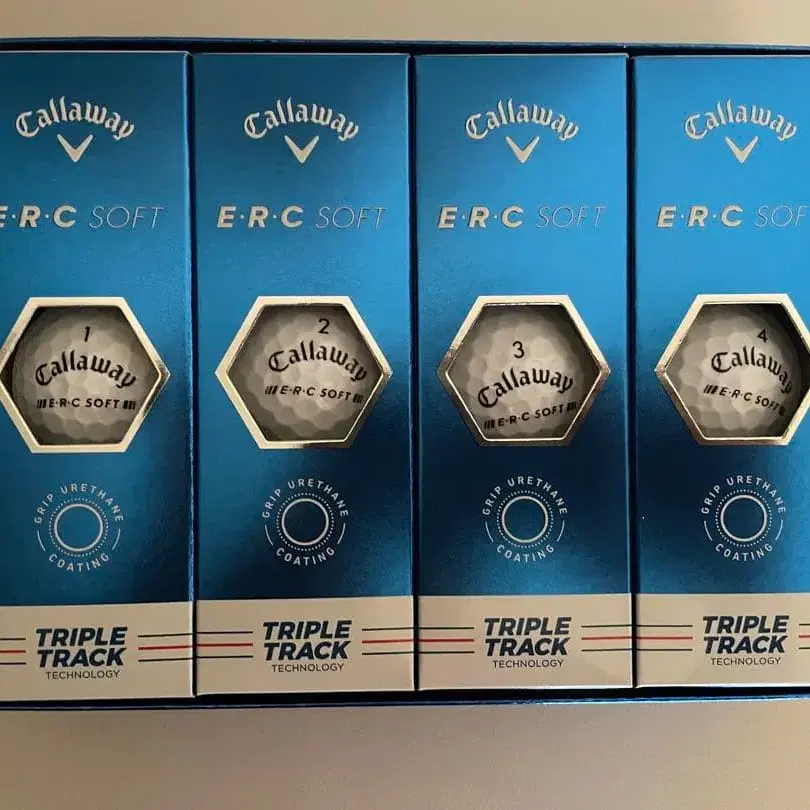 Callaway
E·R·C SOFT
1
Callaway
E·R·C SOFT
GRIP URETHANE
COATING
TRIPLE
TRACK
TECHNOLOGY
Callaway
E·R·C SOFT
2
Callaway
E·R·C SOFT
GRIP URETHANE
COATING
TRIPLE
TRACK
TECHNOLOGY
Callaway
E·R·C SOFT
3
Callaway
E·R·C SOFT
GRIP URETHANE
COATING
TRIPLE
TRACK
TECHNOLOGY
Callaway
E·R·C SOF
4
Callaway
E·R·C SOFT
GRIP URETHANE
COATING
TRIPLE
TRACK
TECHNOLOGY